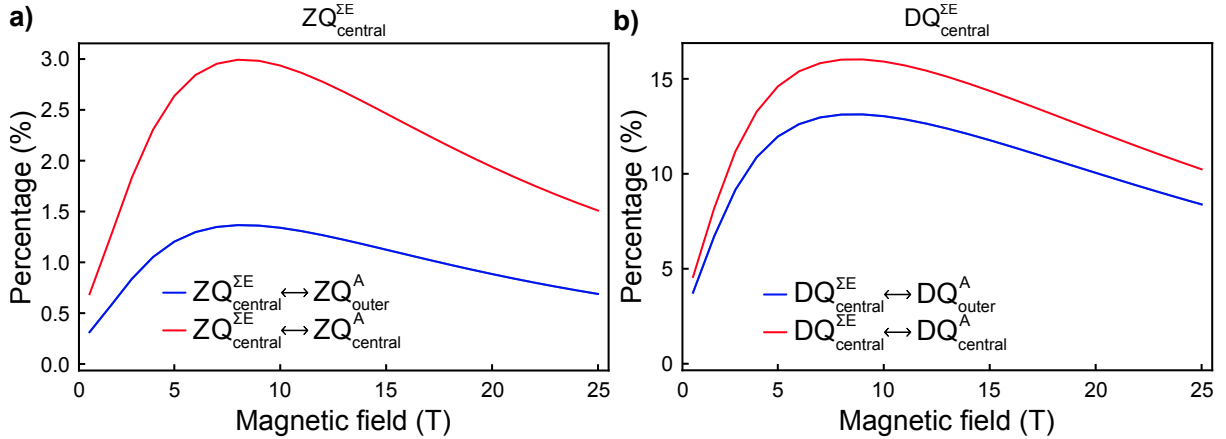 a)
ZQ^ΣE_central
Percentage (%)
3.0
2.5
2.0
1.5
1.0
0.5
0.0
ZQ^ΣE_central ↔ ZQ^A_outer
ZQ^ΣE_central ↔ ZQ^A_central
0 5 10 15 20 25
Magnetic field (T)
b)
DQ^ΣE_central
Percentage (%)
15
10
5
0
DQ^ΣE_central ↔ DQ^A_outer
DQ^ΣE_central ↔ DQ^A_central
0 5 10 15 20 25
Magnetic field (T)